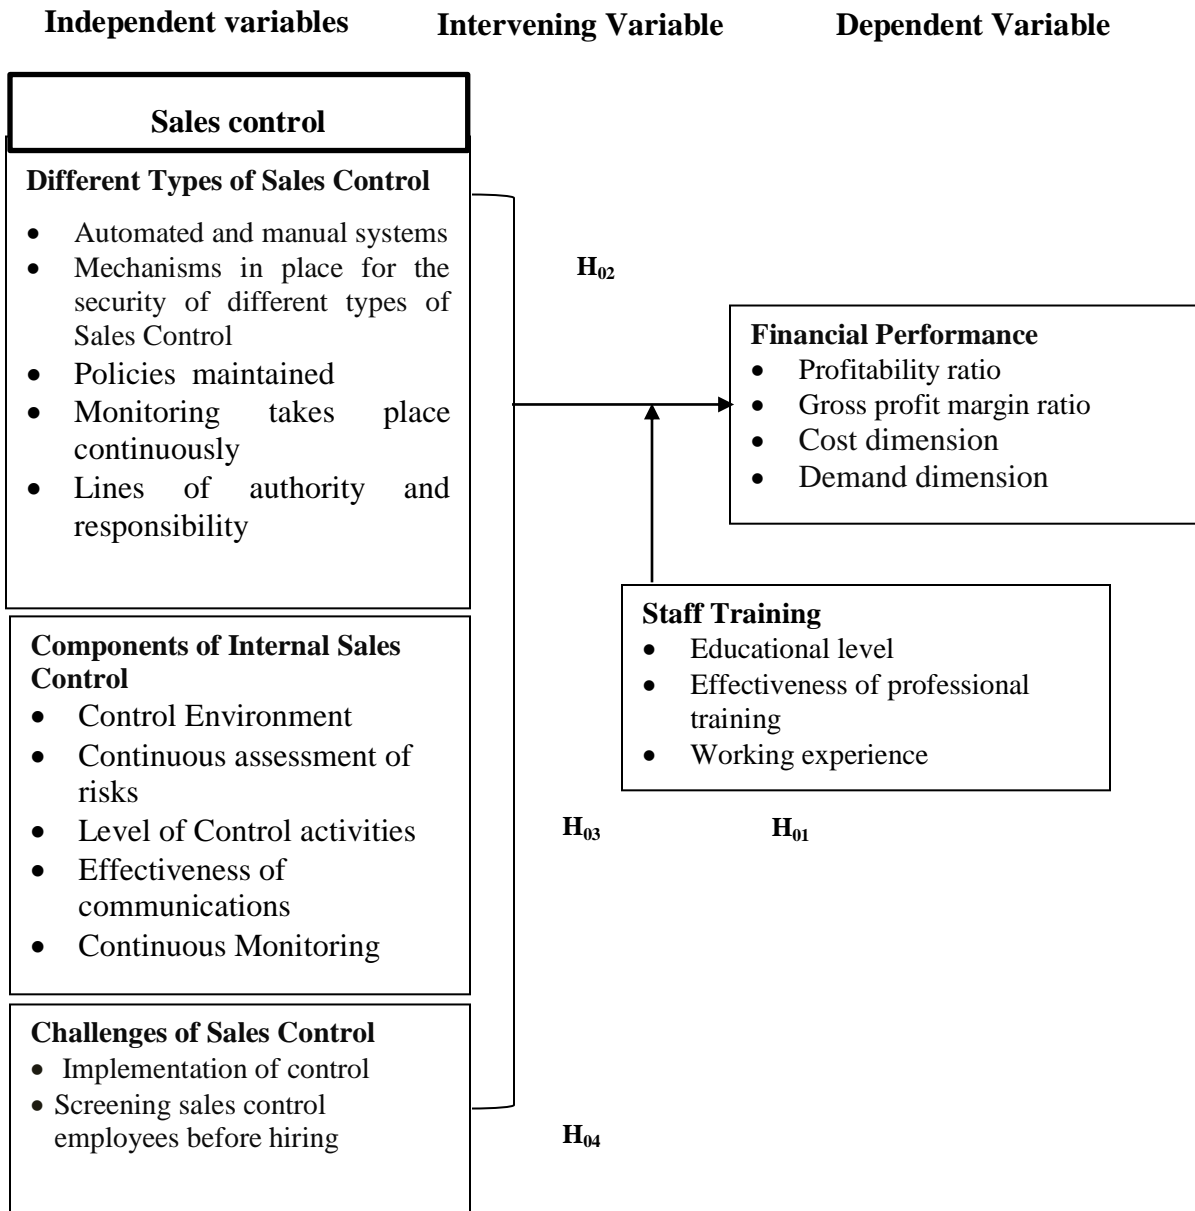 Independent variables
Intervening Variable
Dependent Variable
Sales control
Different Types of Sales Control
• Automated and manual systems
• Mechanisms in place for the
security of different types of
Sales Control
• Policies maintained
• Monitoring takes place
continuously
• Lines of authority and
responsibility
Components of Internal Sales
Control
• Control Environment
• Continuous assessment of
risks
• Level of Control activities
• Effectiveness of
communications
• Continuous Monitoring
Challenges of Sales Control
• Implementation of control
• Screening sales control
employees before hiring
H02
H03
H01
H04
Staff Training
• Educational level
• Effectiveness of professional
training
• Working experience
Financial Performance
• Profitability ratio
• Gross profit margin ratio
• Cost dimension
• Demand dimension